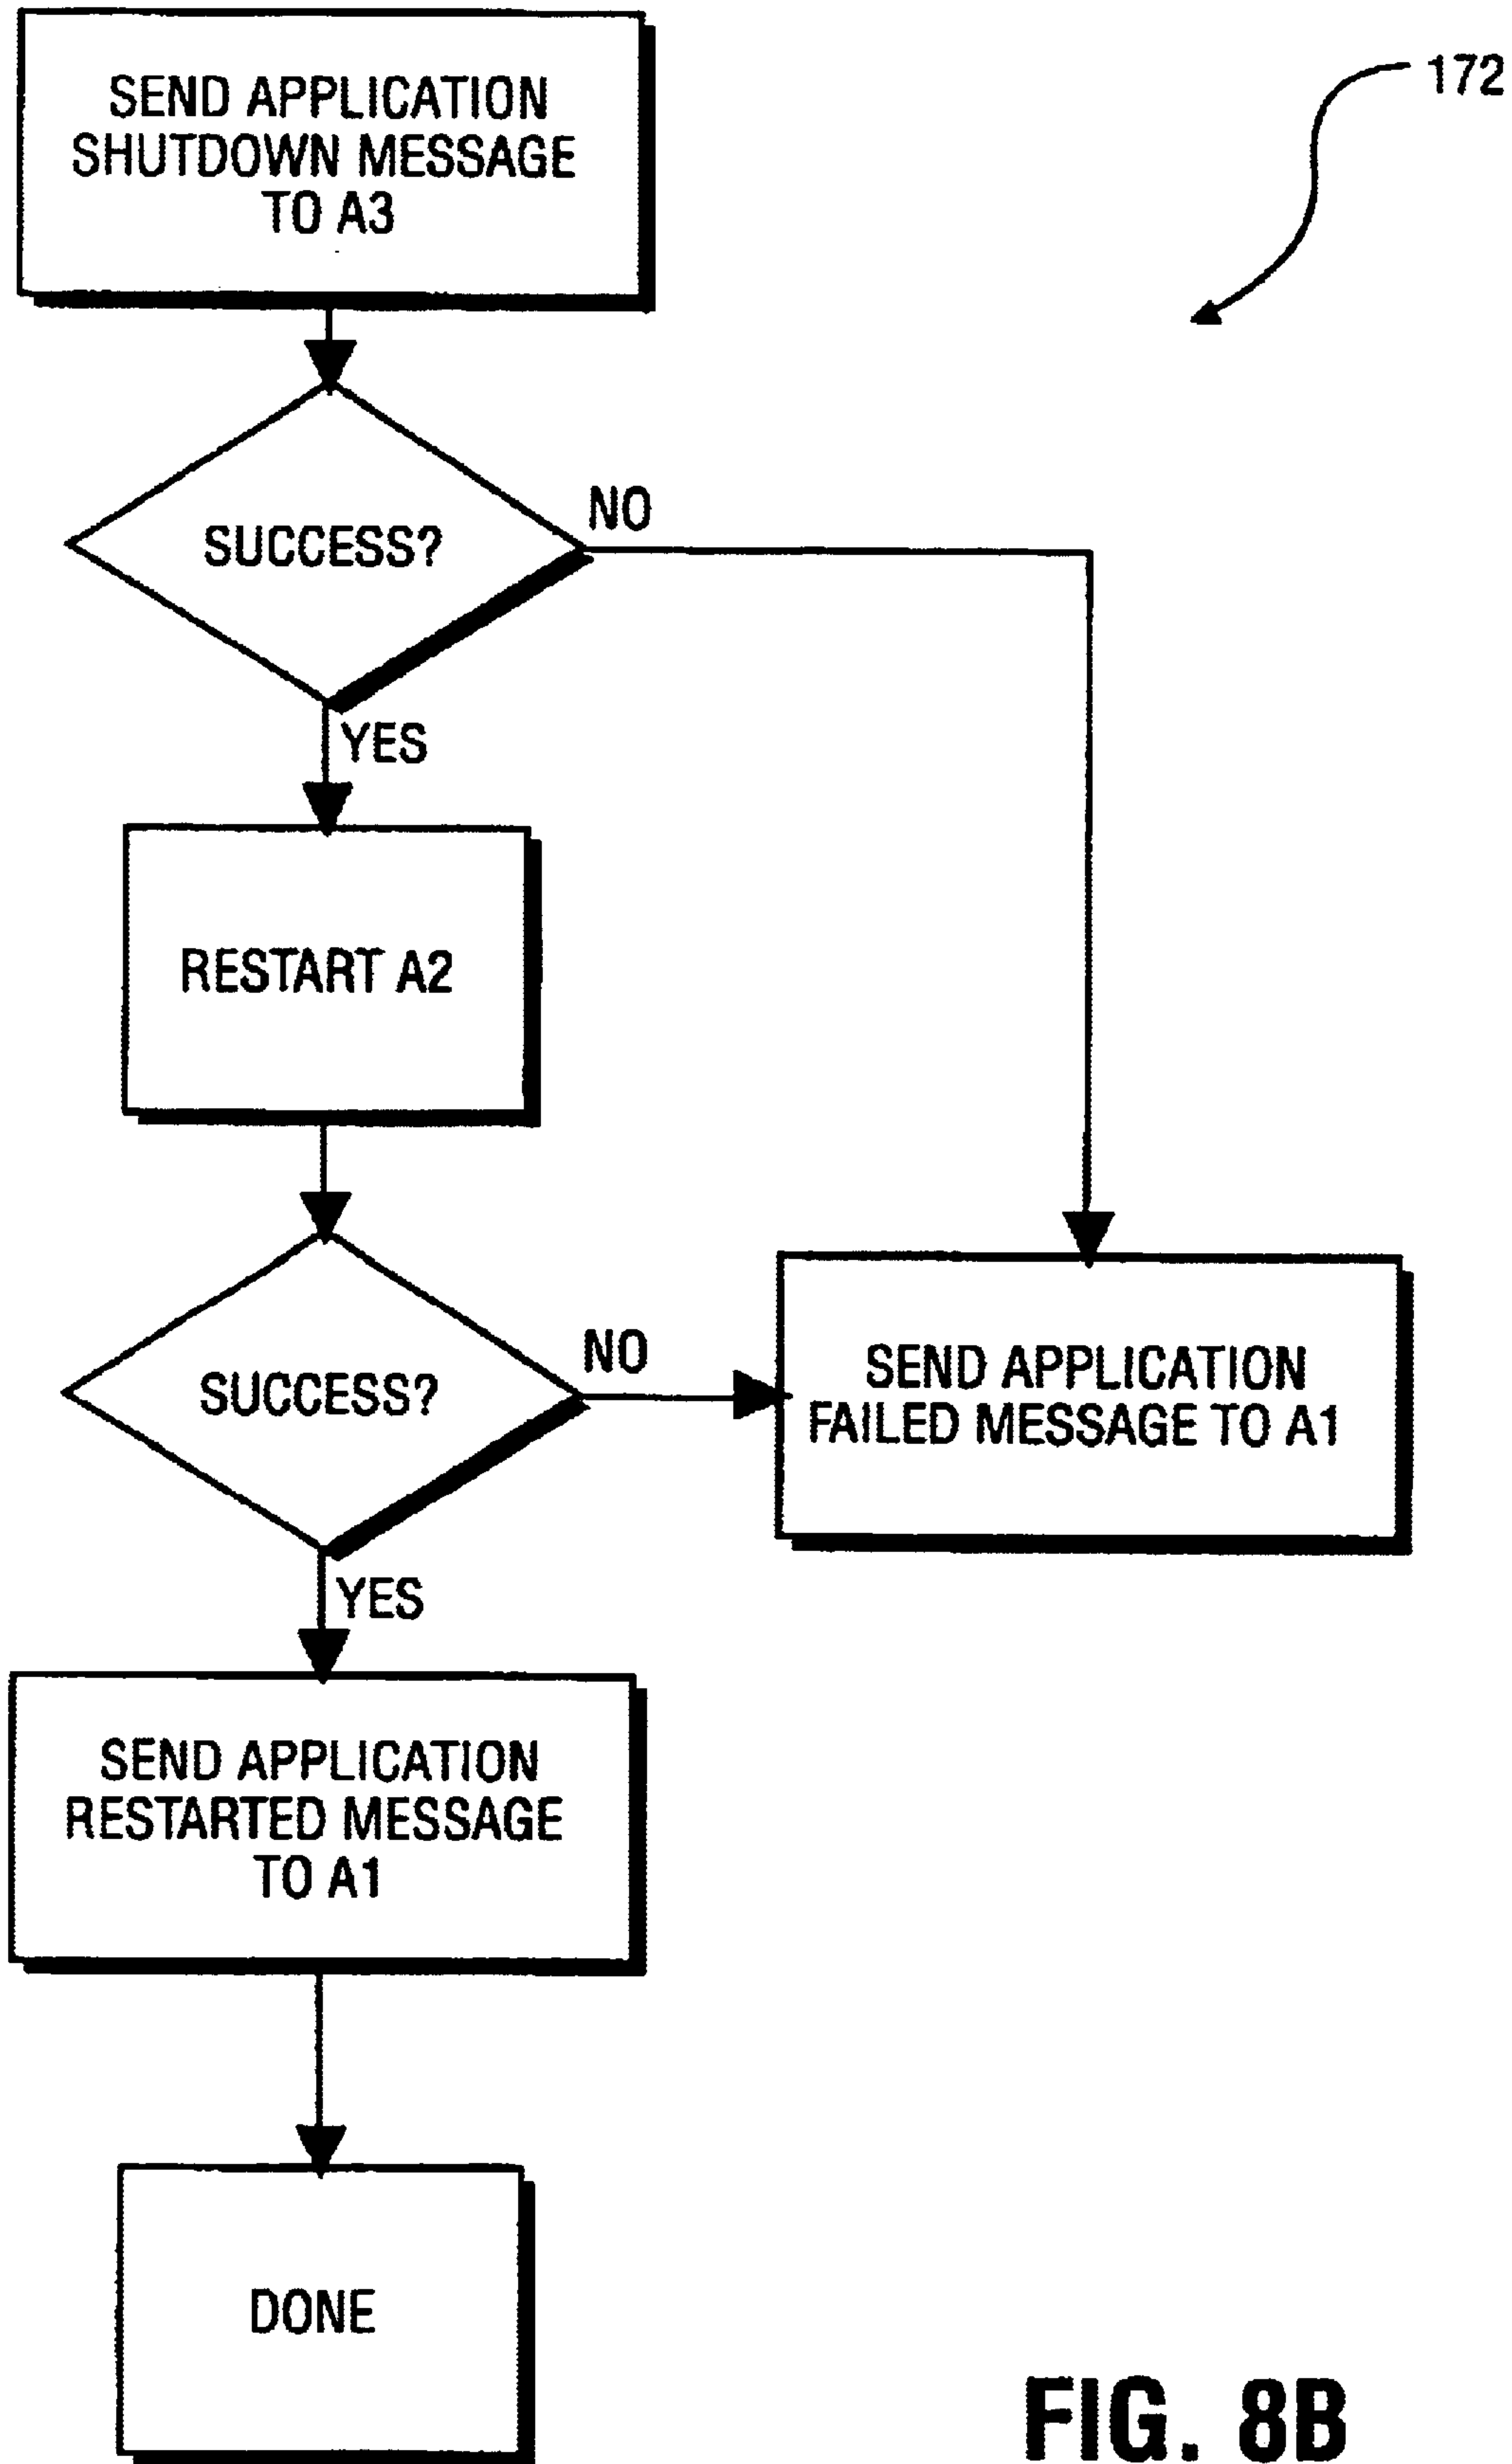 SEND APPLICATION
SHUTDOWN MESSAGE
TO A3
172
SUCCESS?
NO
YES
RESTART A2
SUCCESS?
NO
SEND APPLICATION
FAILED MESSAGE TO A1
YES
SEND APPLICATION
RESTARTED MESSAGE
TO A1
DONE
FIG. 8B